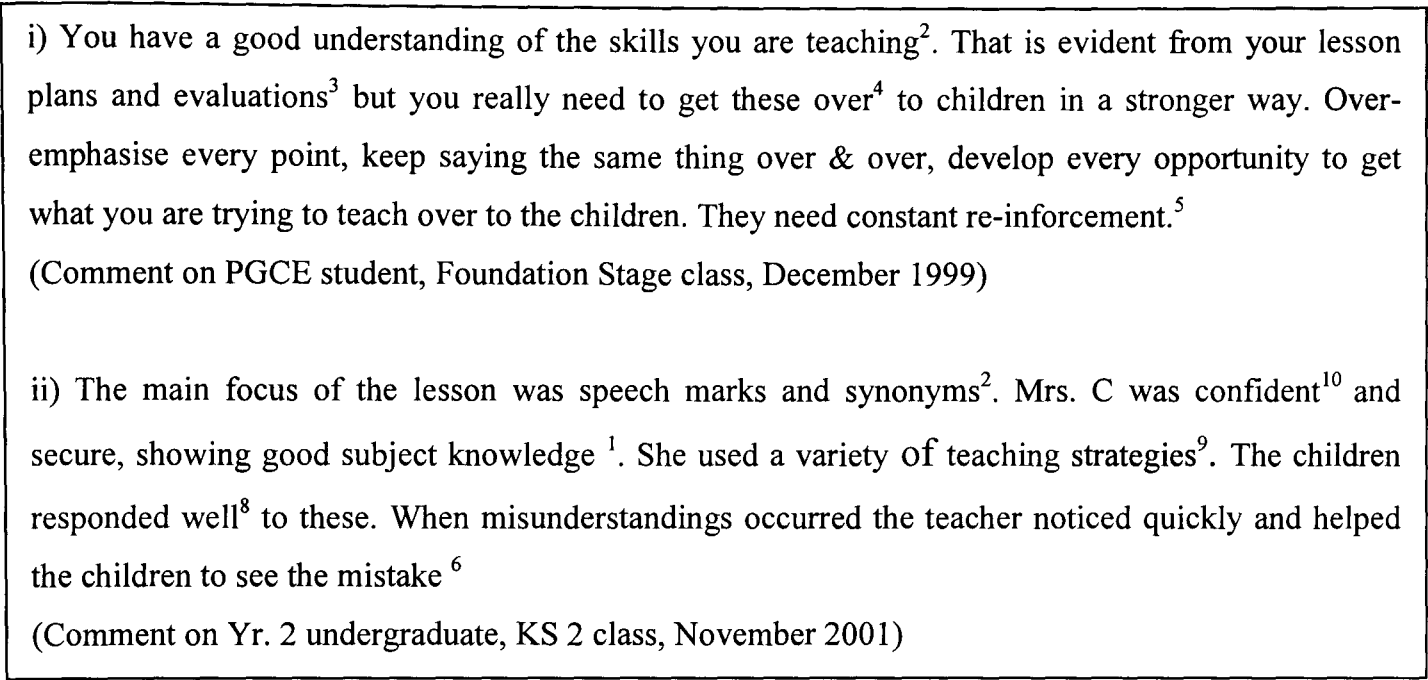 i) You have a good understanding of the skills you are teaching². That is evident from your lesson
plans and evaluations³ but you really need to get these over⁴ to children in a stronger way. Over-
emphasise every point, keep saying the same thing over & over, develop every opportunity to get
what you are trying to teach over to the children. They need constant re-inforcement.⁵
(Comment on PGCE student, Foundation Stage class, December 1999)
ii) The main focus of the lesson was speech marks and synonyms². Mrs. C was confident¹⁰ and
secure, showing good subject knowledge ¹. She used a variety of teaching strategies⁹. The children
responded well⁸ to these. When misunderstandings occurred the teacher noticed quickly and helped
the children to see the mistake ⁶
(Comment on Yr. 2 undergraduate, KS 2 class, November 2001)